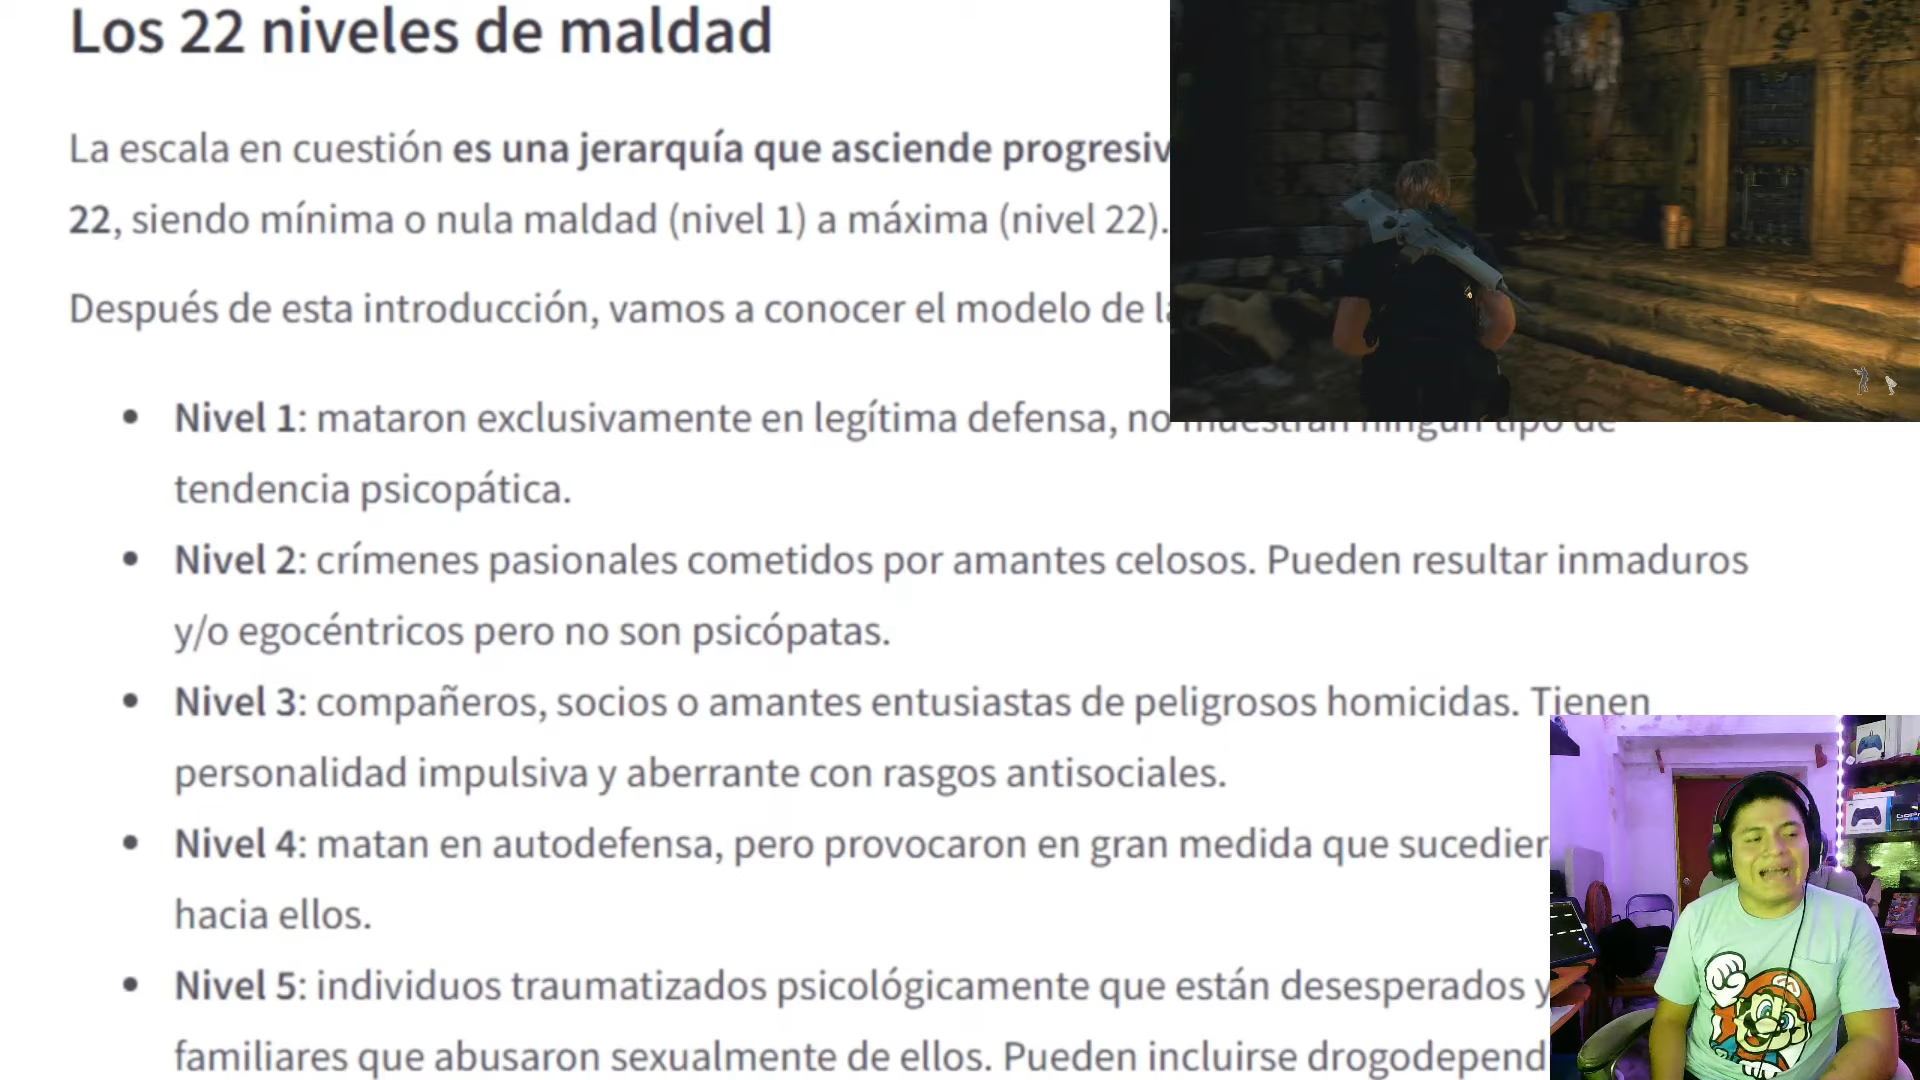 Los 22 niveles de maldad
La escala en cuestión es una jerarquía que asciende
22, siendo mínima o nula maldad (nivel 1) a máxima (nivel 22).
Después de esta introducción, vamos a conocer el modelo de
Nivel 1: mataron exclusivamente en legítima defensa, no muestran ningún tipo de
tendencia psicopática.
Nivel 2: crímenes pasionales cometidos por amantes celosos. Pueden resultar inmaduros
y/o egocéntricos pero no son psicópatas.
Nivel 3: compañeros, socios o amantes entusiastas de peligrosos homicidas. Tienen
personalidad impulsiva y aberrante con rasgos antisociales.
Nivel 4: matan en autodefensa, pero provocaron en gran medida que
hacia ellos.
Nivel 5: individuos traumatizados psicológicamente que están desesperados y
familiares que abusaron sexualmente de ellos. Pueden incluirse